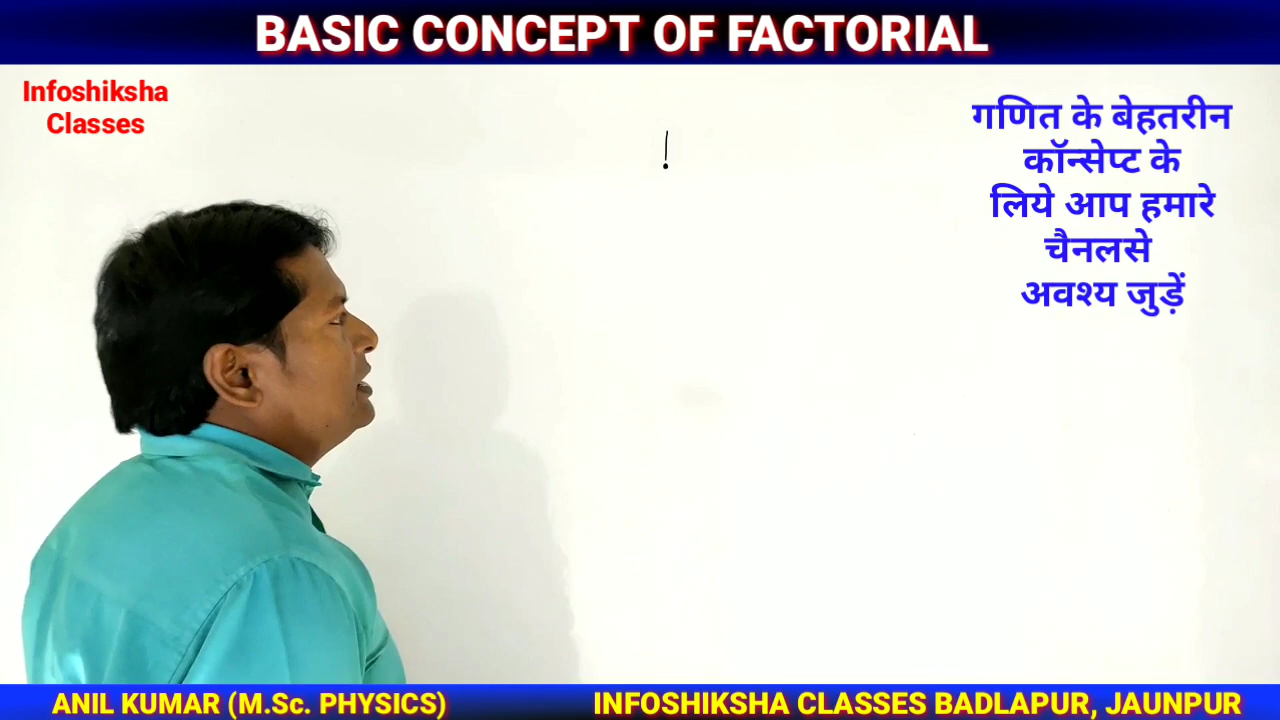 BASIC CONCEPT OF FACTORIAL
Infoshiksha
Classes
!
गणित के बेहतरीन
कॉन्सेप्ट के
लिये आप हमारे
चैनलसे
अवश्य जुड़ें
ANIL KUMAR (M.Sc. PHYSICS)
INFOSHIKSHA CLASSES BADLAPUR, JAUNPUR